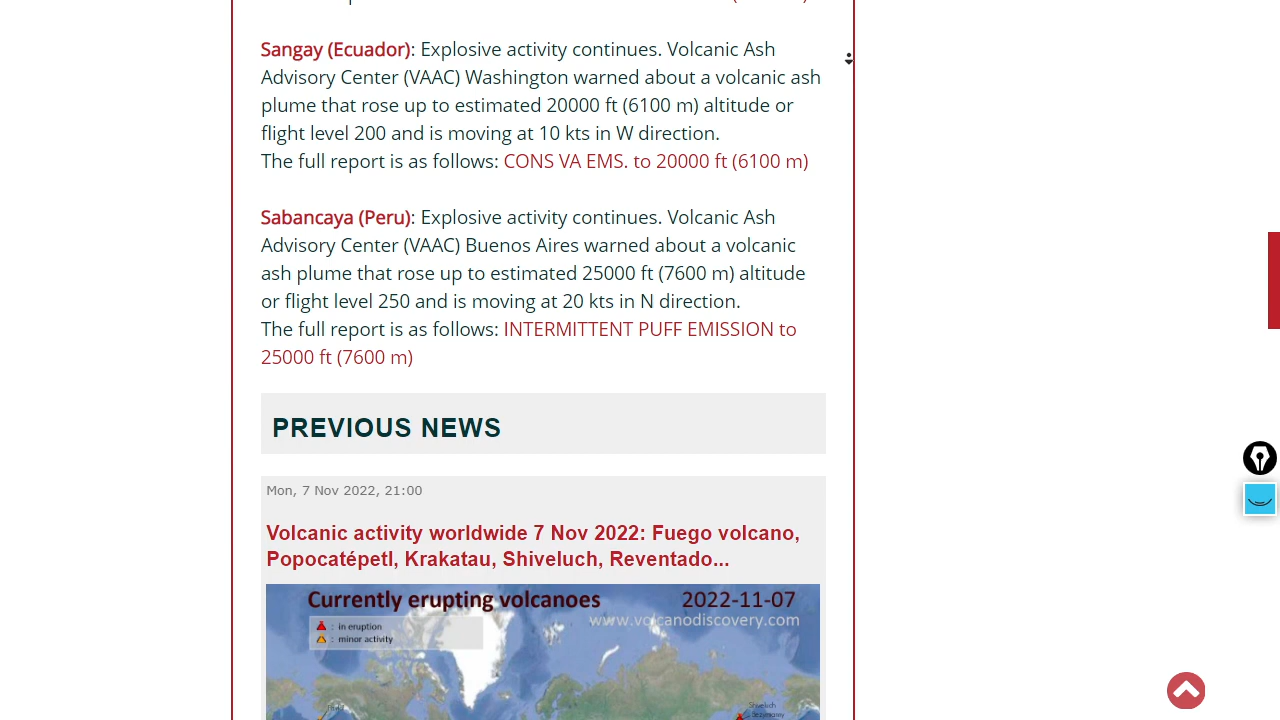 Sangay (Ecuador): Explosive activity continues. Volcanic Ash
Advisory Center (VAAC) Washington warned about a volcanic ash
plume that rose up to estimated 20000 ft (6100 m) altitude or
flight level 200 and is moving at 10 kts in W direction.
The full report is as follows: CONS VA EMS. to 20000 ft (6100 m)
Sabancaya (Peru): Explosive activity continues. Volcanic Ash
Advisory Center (VAAC) Buenos Aires warned about a volcanic
ash plume that rose up to estimated 25000 ft (7600 m) altitude
or flight level 250 and is moving at 20 kts in N direction.
The full report is as follows: INTERMITTENT PUFF EMISSION to
25000 ft (7600 m)
PREVIOUS NEWS
Mon, 7 Nov 2022, 21:00
Volcanic activity worldwide 7 Nov 2022: Fuego volcano,
Popocatépetl, Krakatau, Shiveluch, Reventado...
Currently erupting volcanoes 2022-11-07
www.volcanodiscovery.com
: in eruption
: minor activity
Shiveluch
Bezymianny